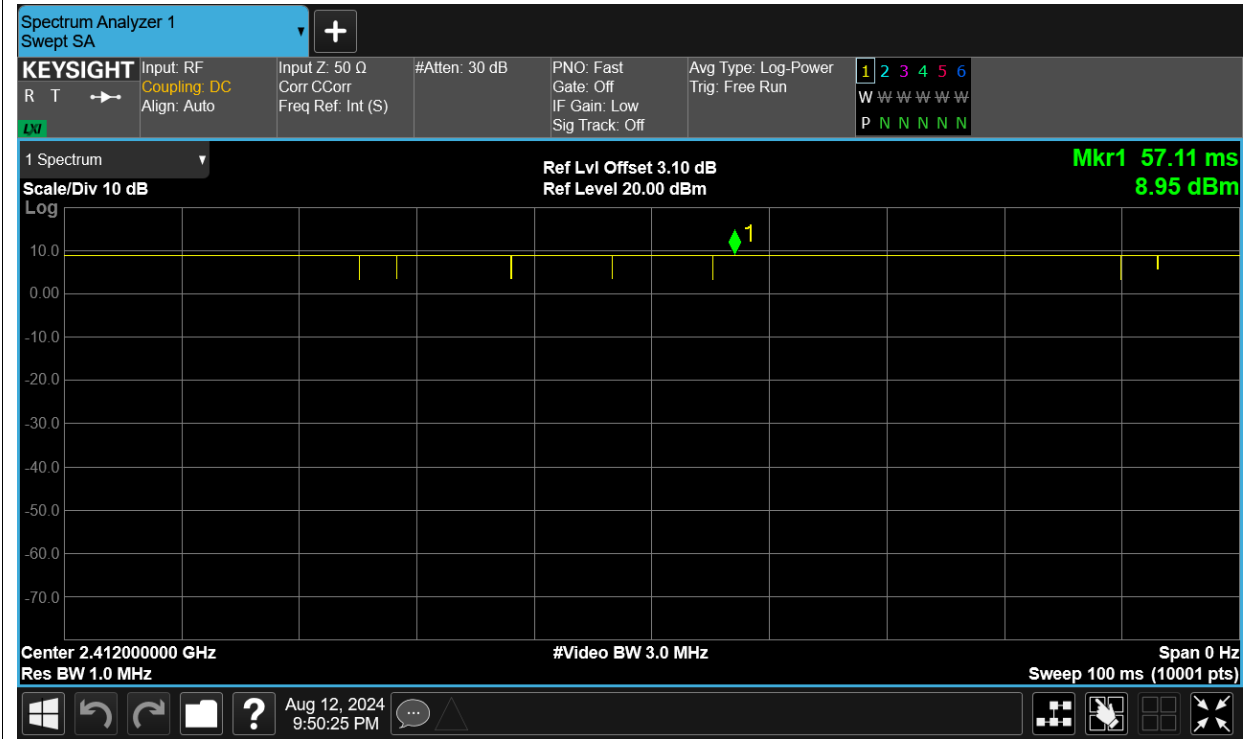 Spectrum Analyzer 1
Swept SA
KEYSIGHT
R T
LXI
Input: RF
Coupling: DC
Align: Auto
Input Z: 50 Ω
Corr CCorr
Freq Ref: Int (S)
#Atten: 30 dB
PNO: Fast
Gate: Off
IF Gain: Low
Sig Track: Off
Avg Type: Log-Power
Trig: Free Run
1 2 3 4 5 6
W W W W W W
P N N N N N
1 Spectrum
Scale/Div 10 dB
Log
Ref Lvl Offset 3.10 dB
Ref Level 20.00 dBm
Mkr1 57.11 ms
8.95 dBm
1
10.0
0.00
-10.0
-20.0
-30.0
-40.0
-50.0
-60.0
-70.0
Center 2.412000000 GHz
Res BW 1.0 MHz
#Video BW 3.0 MHz
Span 0 Hz
Sweep 100 ms (10001 pts)
?
Aug 12, 2024
9:50:25 PM